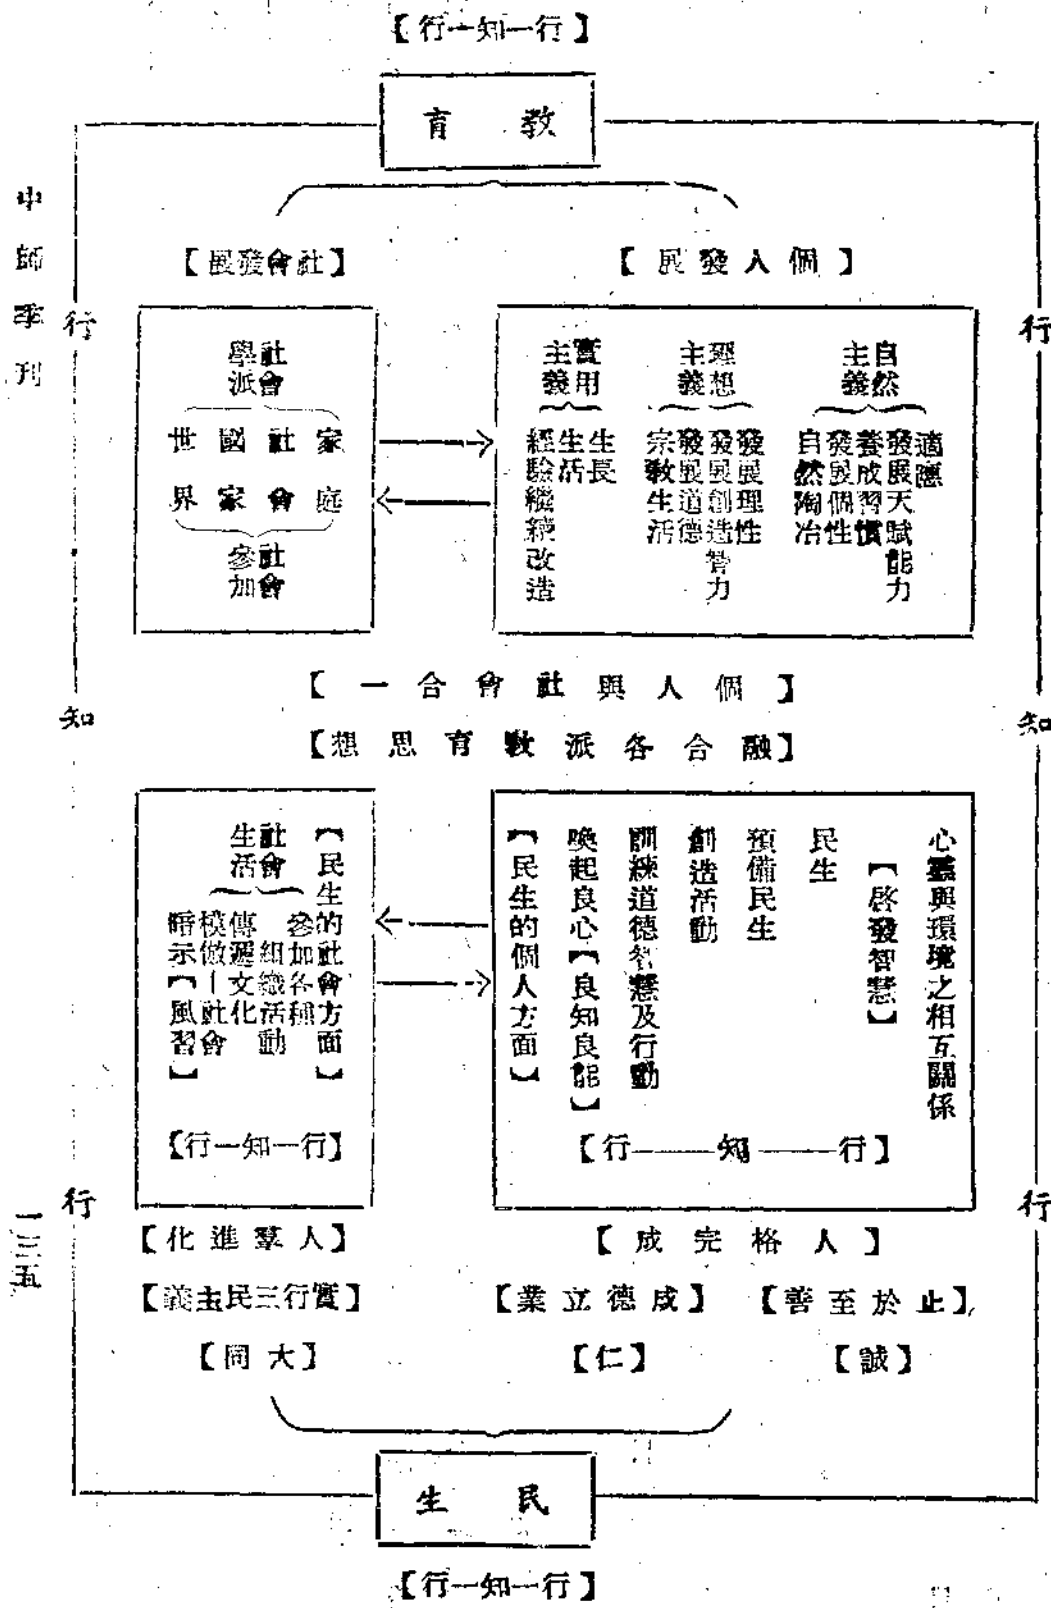 【行—知—行】
教育
中師季刊
行
行
【個人發展】
【社會發展】
自然主義
適應
發展天賦能力
養成習慣
發展個性
自然陶冶
理想主義
發展理性
發展創造智力
發展道德
宗教生活
實用主義
生長
生活
經驗繼續改造
社會學派
家庭
社會
國家
世界
社會參加
【個人與社會合一】
【融合各派教育思想】
知
知
心靈與環境之相互關係
【啓發智慧】
民生
預備民生
創造活動
訓練道德智慧及行動
喚起良心【良知良能】
【民生的個人方面】
【行——知——行】
【民生的社會方面】
社會生活
參加各種
組織活動
傳遞文化
模倣—社會
暗示【風習】
【行—知—行】
行
行
【人格完成】
【人羣進化】
【止於至善】
【成德立業】
【實行三民主義】
【誠】
【仁】
【大同】
民生
【行—知—行】
一三五